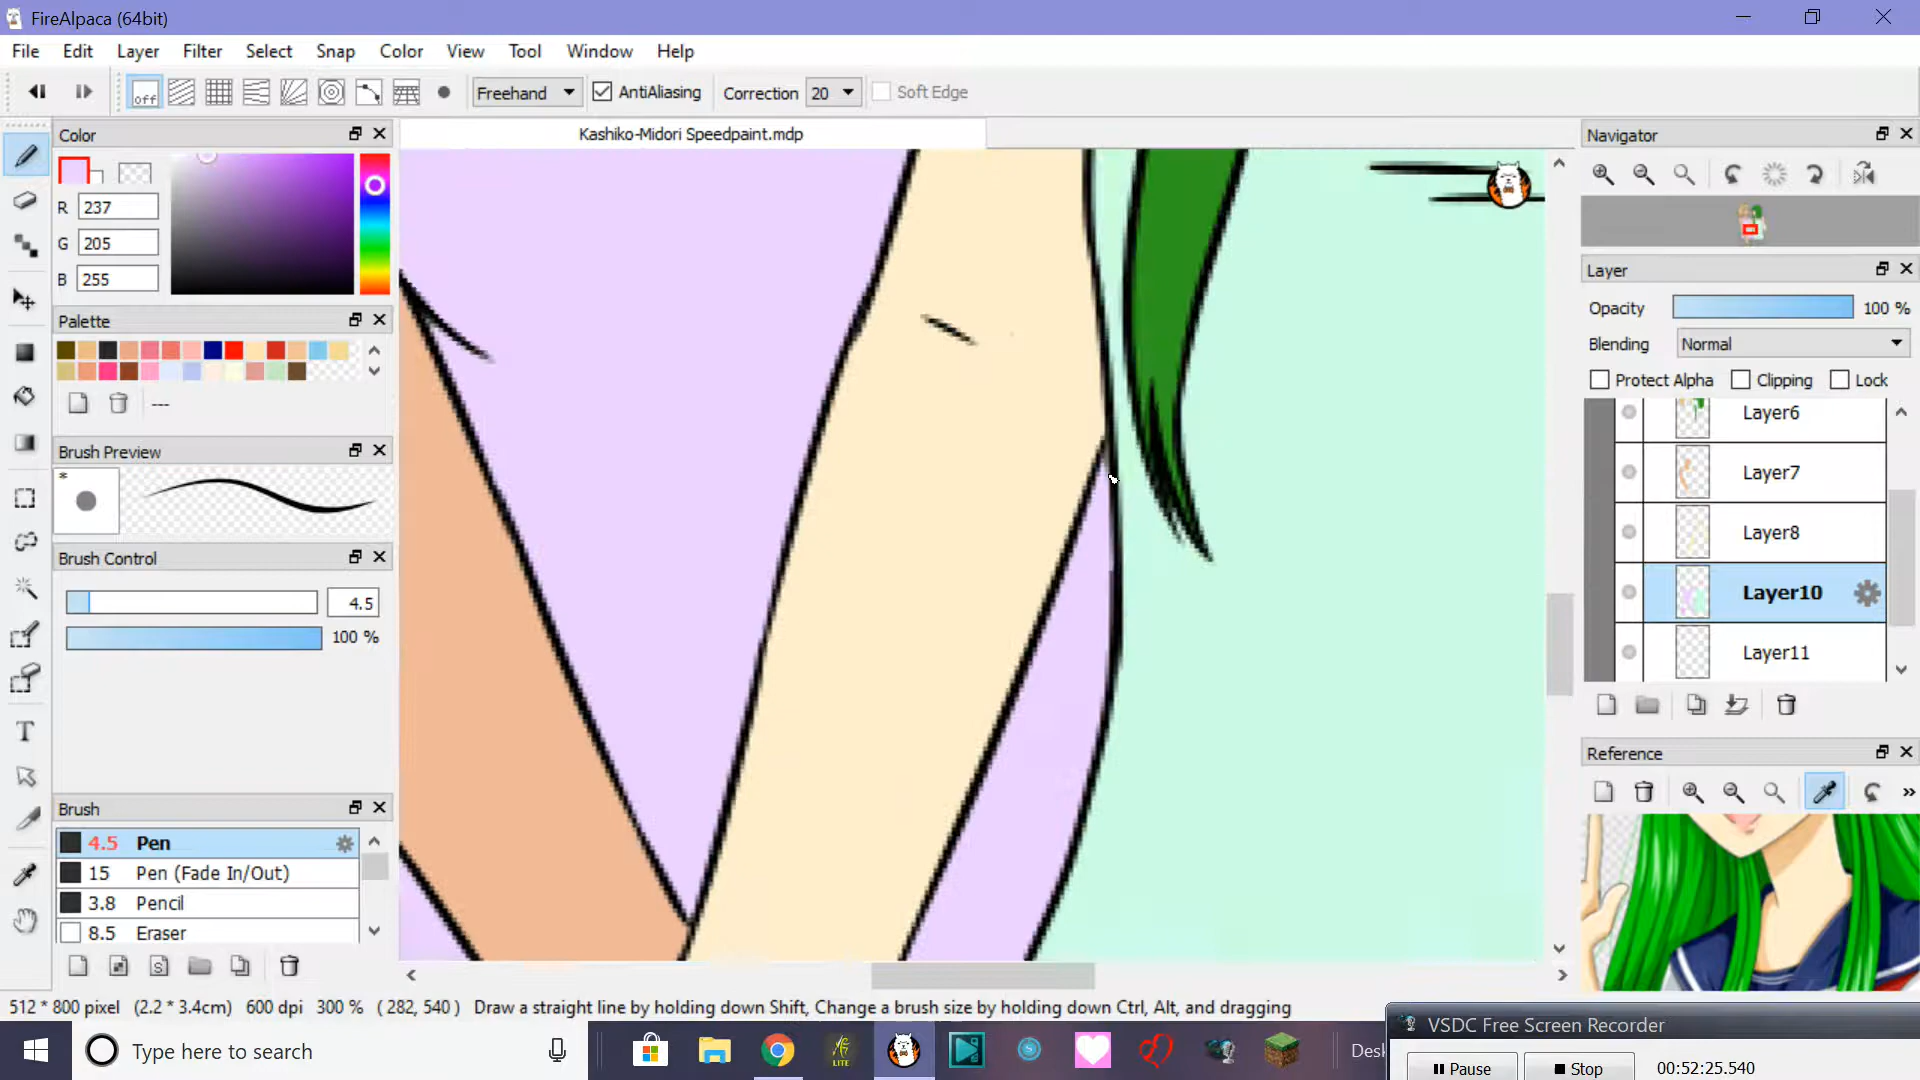 FireAlpaca (64bit)
File Edit Layer Filter Select Snap Color View Tool Window Help
off Freehand AntiAliasing Correction 20 Soft Edge
Color
Kashiko-Midori Speedpaint.mdp
Navigator
R 237
G 205
B 255
Layer
Opacity 100 %
Palette
Blending Normal
Protect Alpha Clipping Lock
---
Layer6
Brush Preview
*
Layer7
Layer8
Brush Control
4.5
Layer10
100 %
Layer11
Reference
Brush
4.5 Pen
15 Pen (Fade In/Out)
3.8 Pencil
8.5 Eraser
512 * 800 pixel (2.2 * 3.4cm) 600 dpi 300 % ( 282, 540 ) Draw a straight line by holding down Shift, Change a brush size by holding down Ctrl, Alt, and dragging
VSDC Free Screen Recorder
Type here to search
LITE
Desk
Pause Stop 00:52:25.540